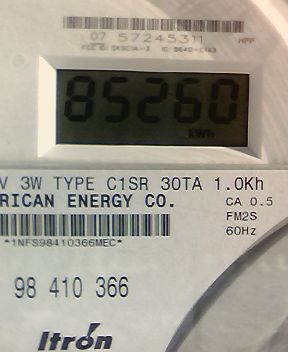 07 57245311
85260
kWh
V 3W TYPE C1SR 30TA 1.0Kh
RICAN ENERGY CO.
CA 0.5
FM2S
60Hz
*1NFS98410366MEC*
98 410 366
Itron